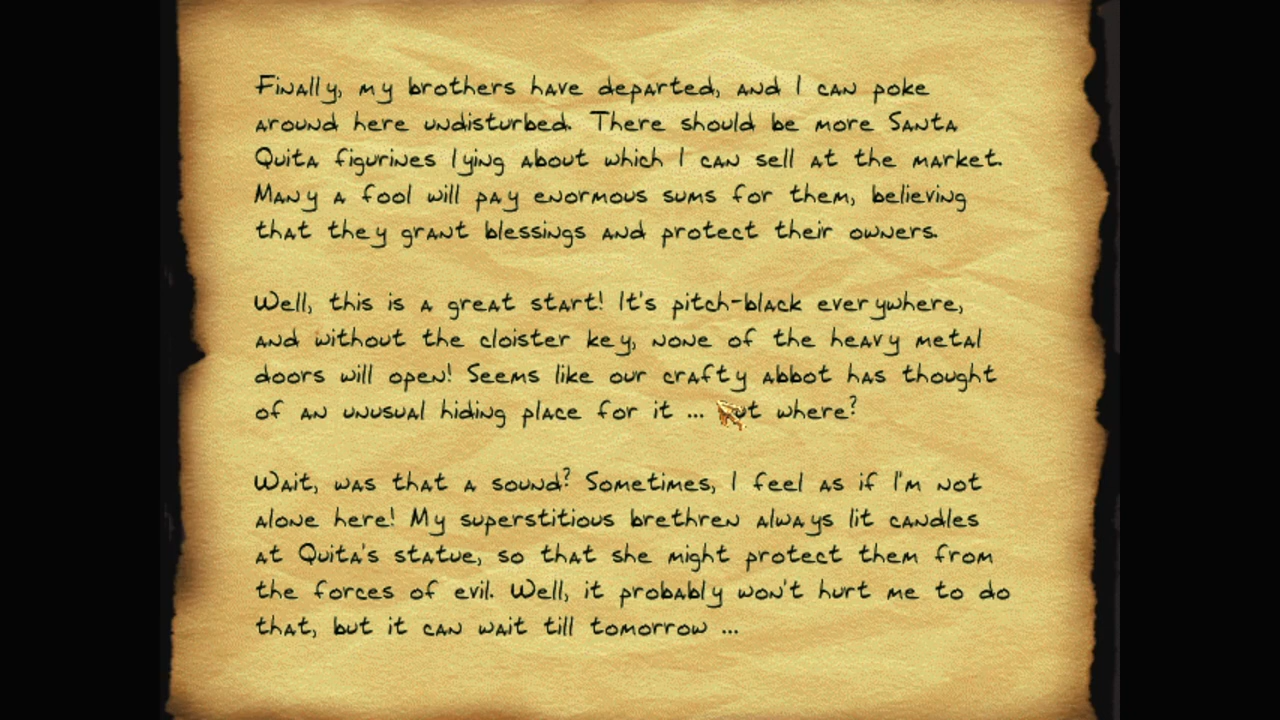 Finally, my brothers have departed, and I can poke
around here undisturbed. There should be more Santa
Quita figurines lying about which I can sell at the market.
Many a fool will pay enormous sums for them, believing
that they grant blessings and protect their owners.
Well, this is a great start! It's pitch-black everywhere,
and without the cloister key, none of the heavy metal
doors will open! Seems like our crafty abbot has thought
of an unusual hiding place for it ... where?
Wait, was that a sound? Sometimes, I feel as if I'm not
alone here! My superstitious brethren always lit candles
at Quita's statue, so that she might protect them from
the forces of evil. Well, it probably won't hurt me to do
that, but it can wait till tomorrow ...